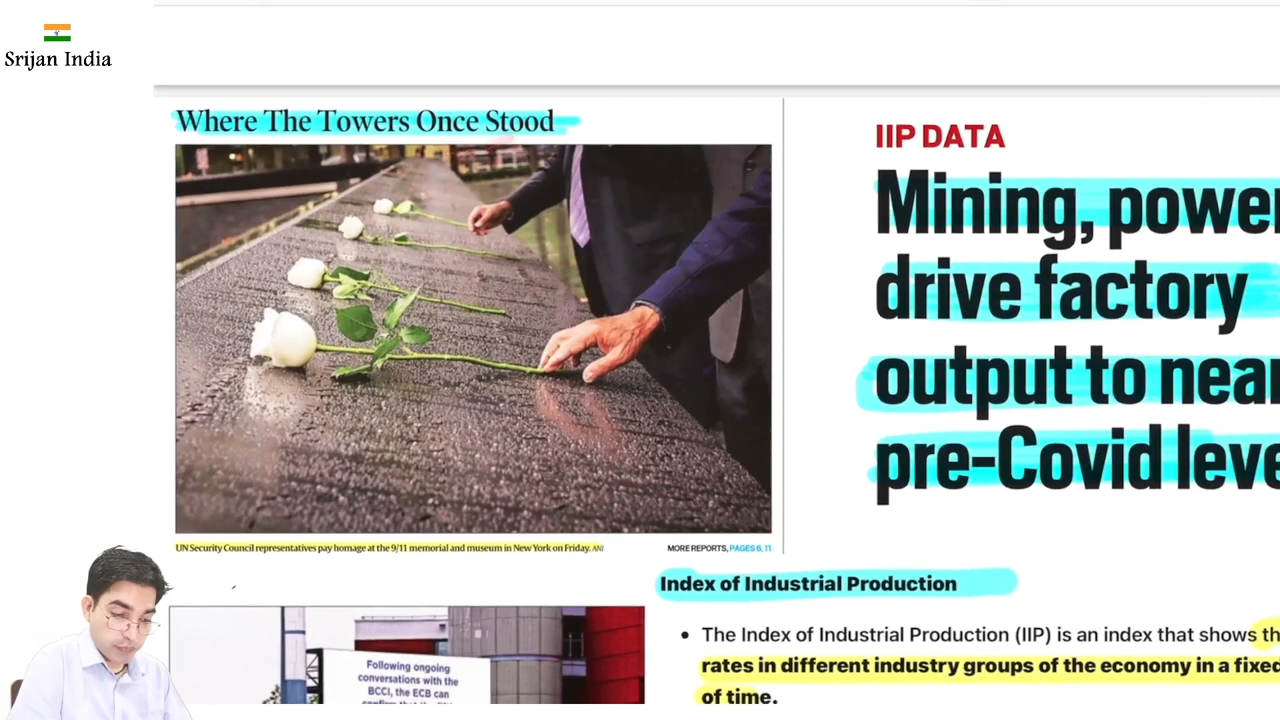 Srijan India
Where The Towers Once Stood
UN Security Council representatives pay homage at the 9/11 memorial and museum in New York on Friday. ANI
MORE REPORTS, PAGES 6, 11
IIP DATA
Mining, power
drive factory
output to near
pre-Covid leve
Index of Industrial Production
• The Index of Industrial Production (IIP) is an index that shows th
rates in different industry groups of the economy in a fixed
of time.
Following ongoing
conversations with the
BCCI, the ECB can